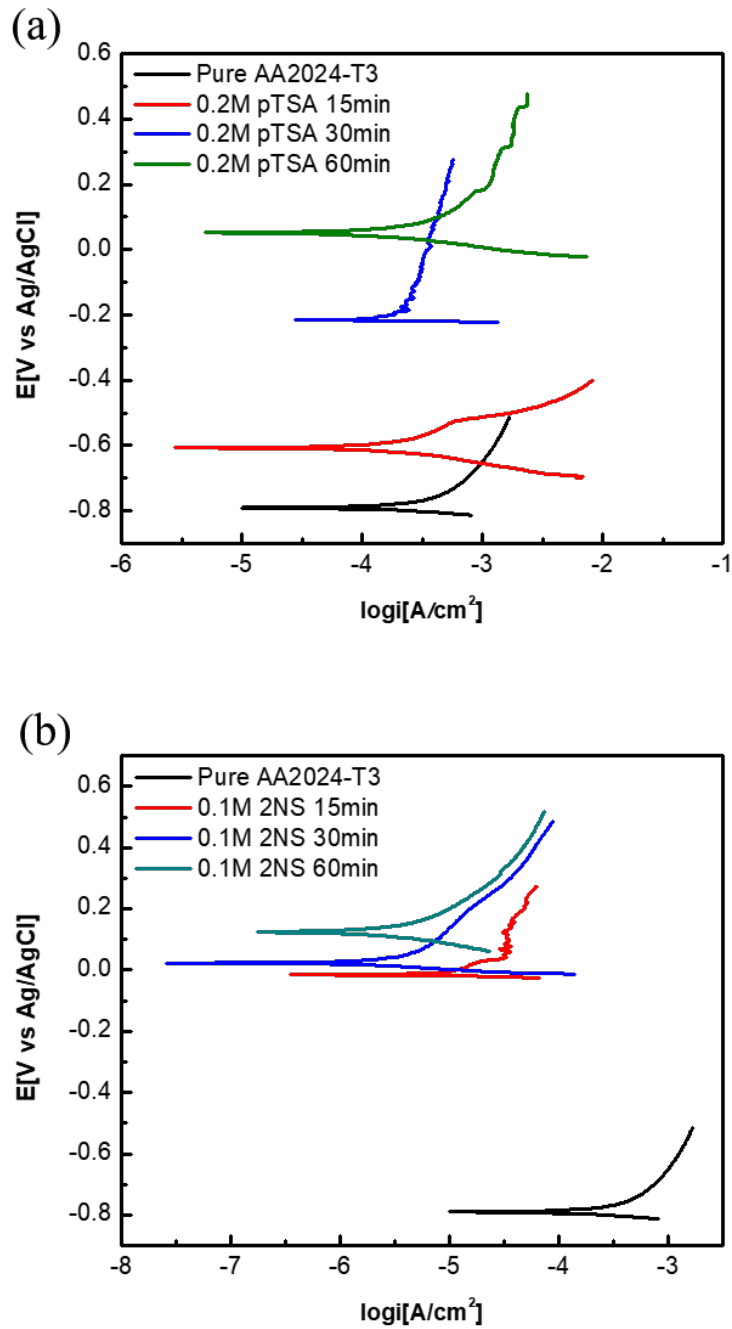 (a)
0.6
0.4
0.2
0.0
-0.2
-0.4
-0.6
-0.8
E[V vs Ag/AgCl]
Pure AA2024-T3
0.2M pTSA 15min
0.2M pTSA 30min
0.2M pTSA 60min
-6 -5 -4 -3 -2 -1
logi[A/cm²]
(b)
0.6
0.4
0.2
0.0
-0.2
-0.4
-0.6
-0.8
E[V vs Ag/AgCl]
Pure AA2024-T3
0.1M 2NS 15min
0.1M 2NS 30min
0.1M 2NS 60min
-8 -7 -6 -5 -4 -3
logi[A/cm²]